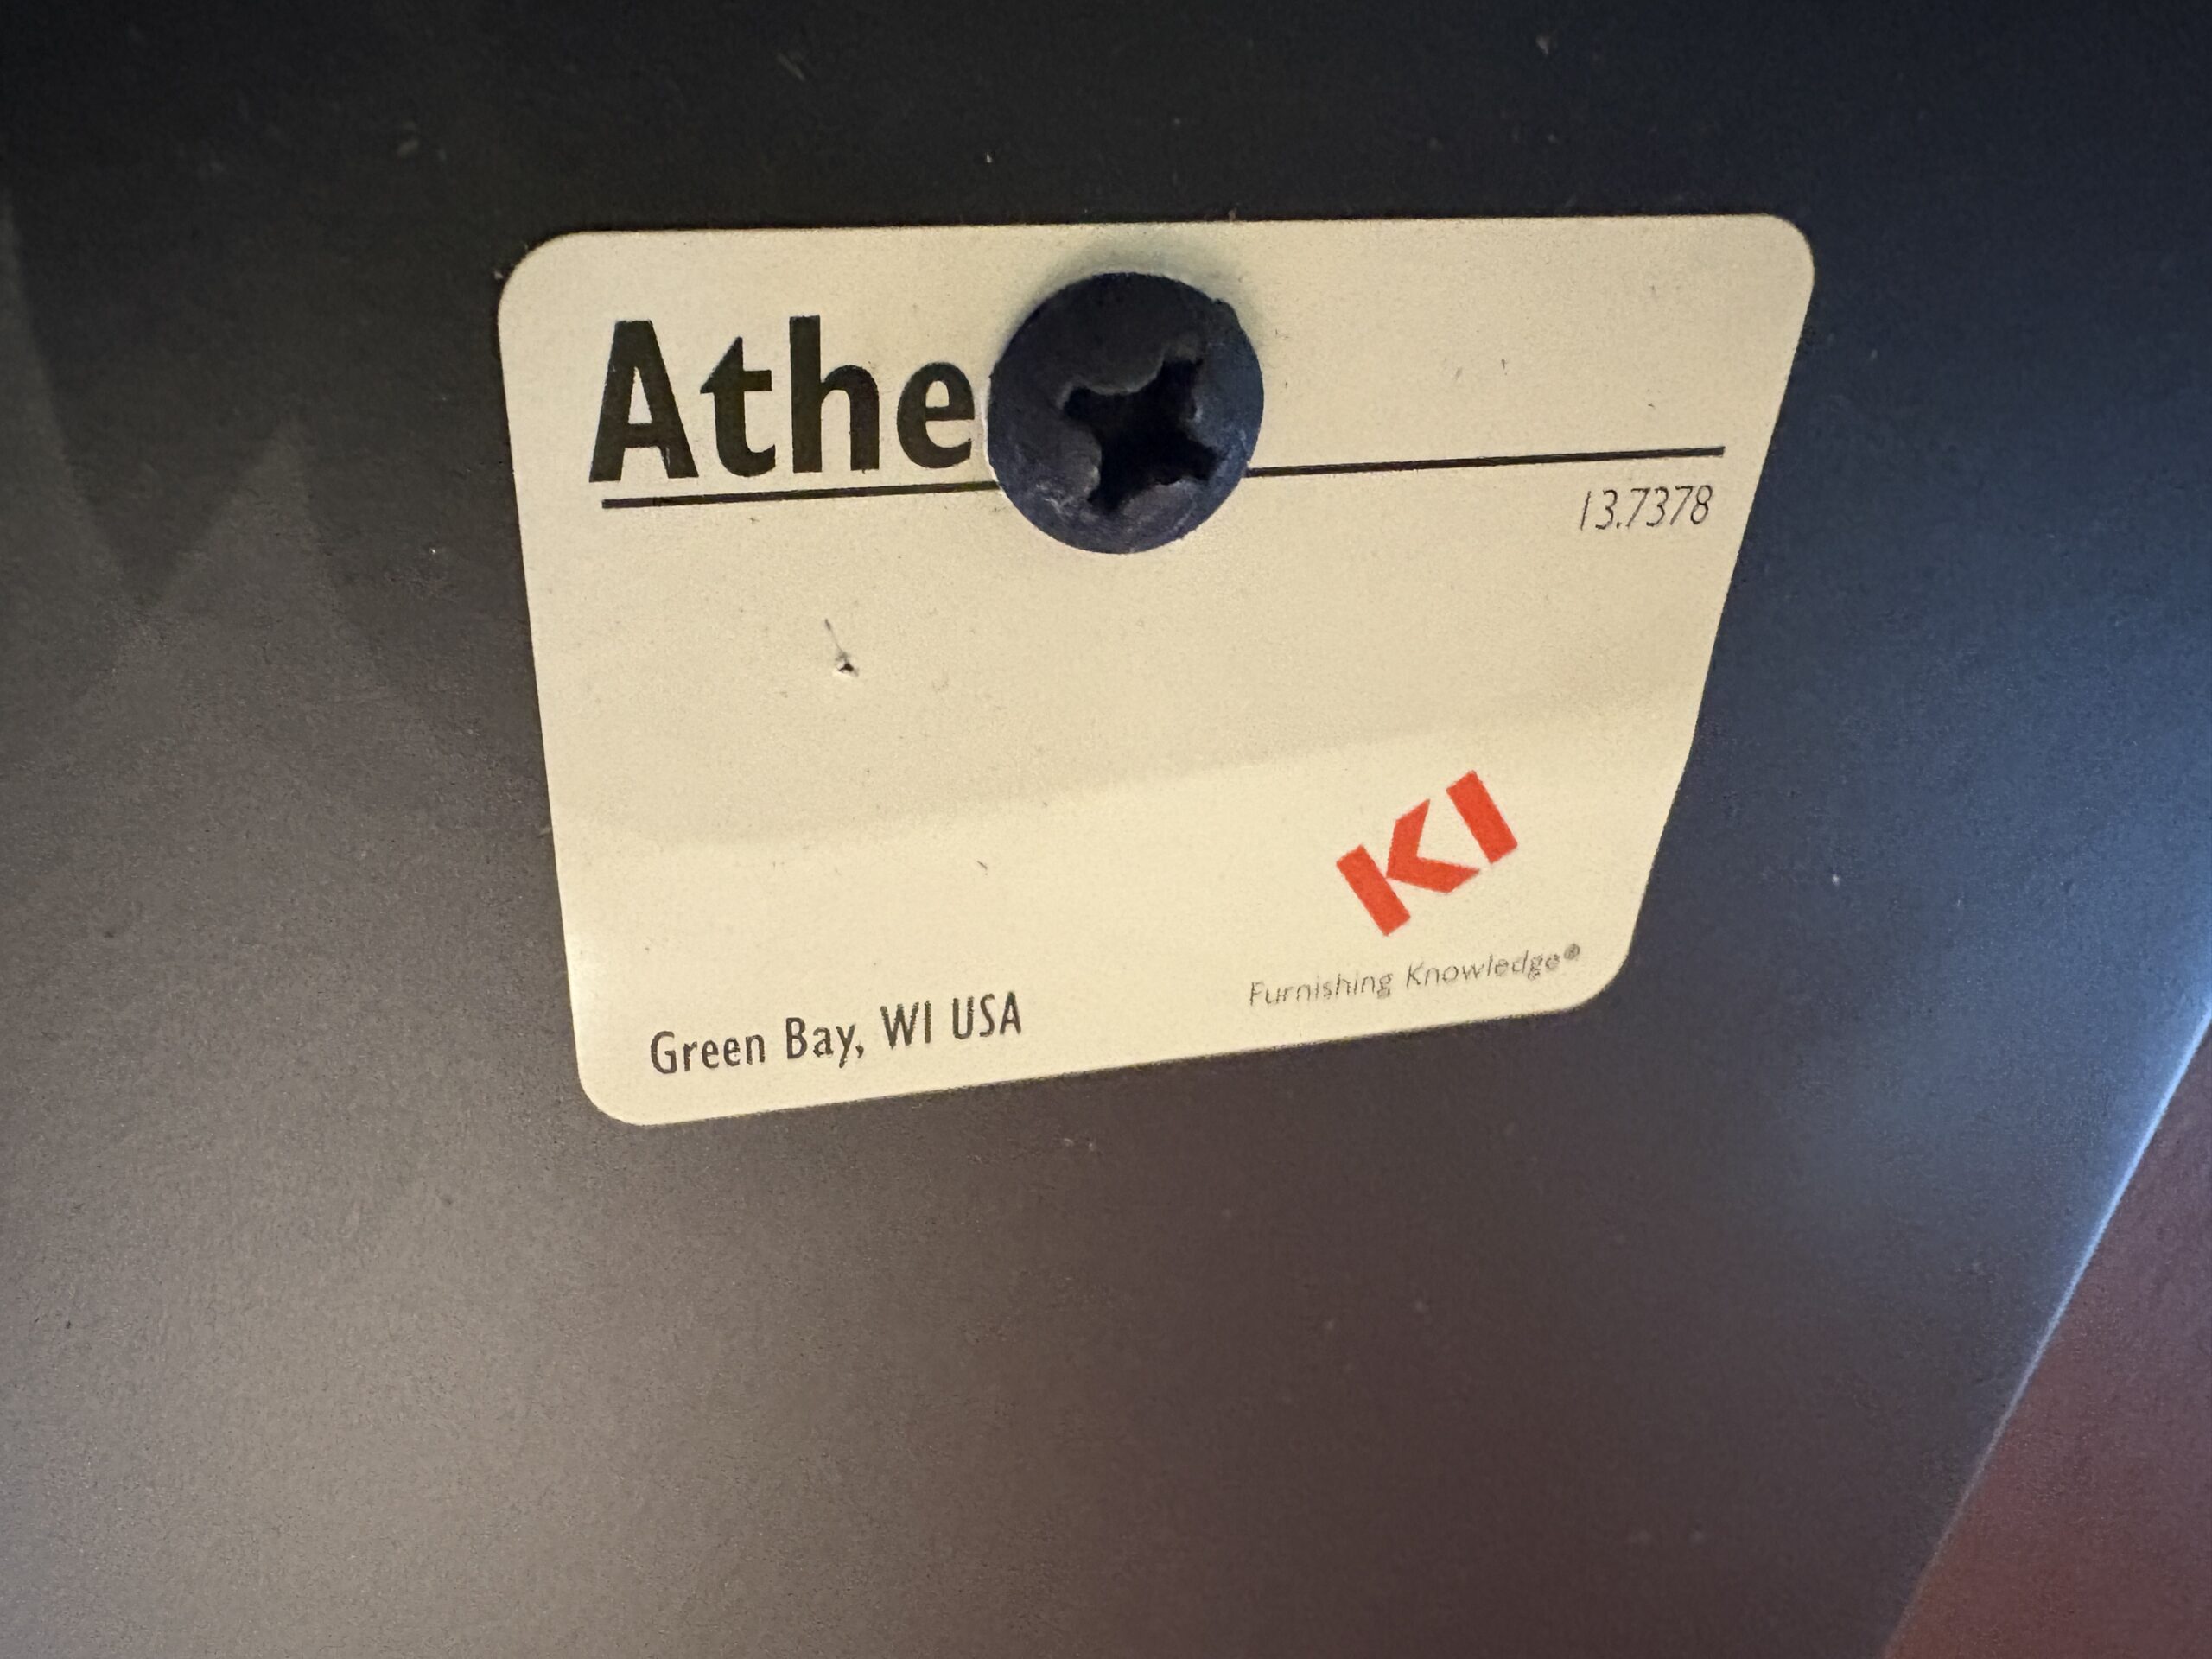 Athe
13.7378
KI
Furnishing Knowledge®
Green Bay, WI USA